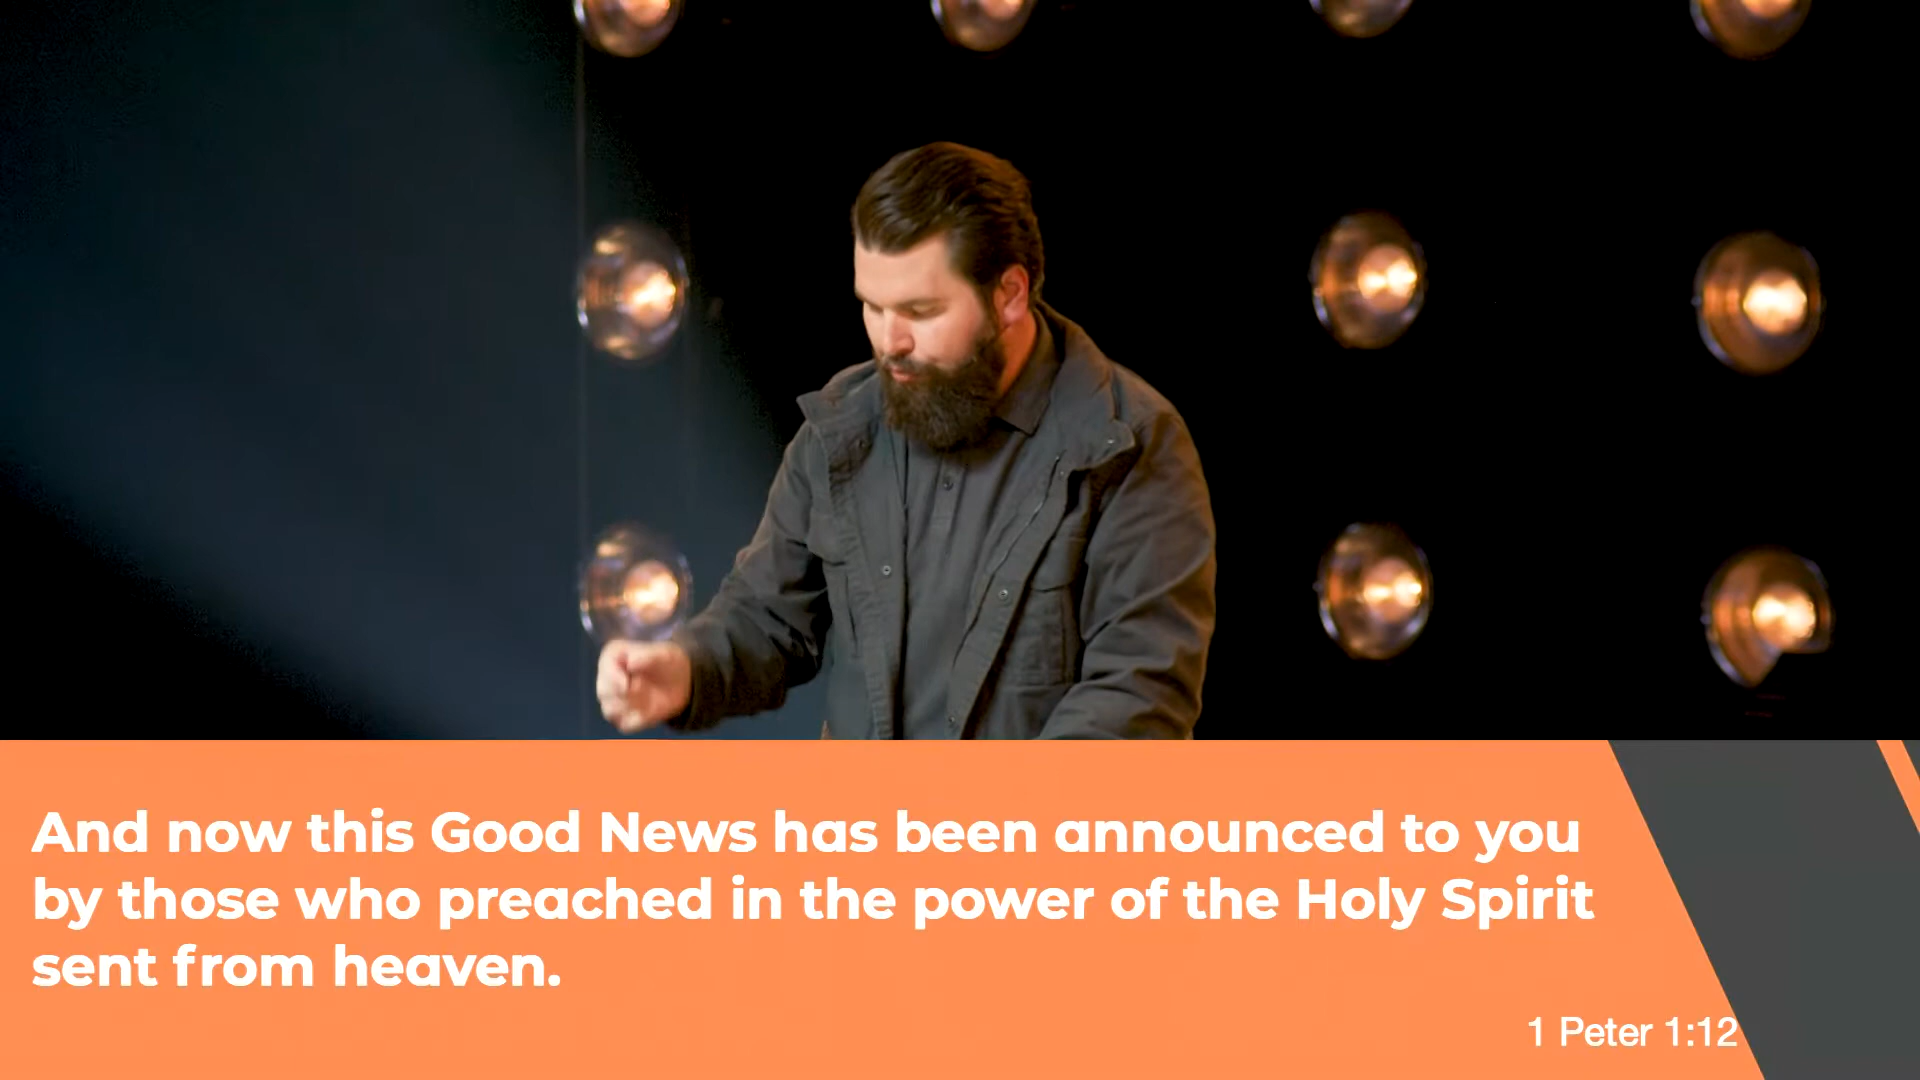 And now this Good News has been announced to you
by those who preached in the power of the Holy Spirit
sent from heaven.
1 Peter 1:12